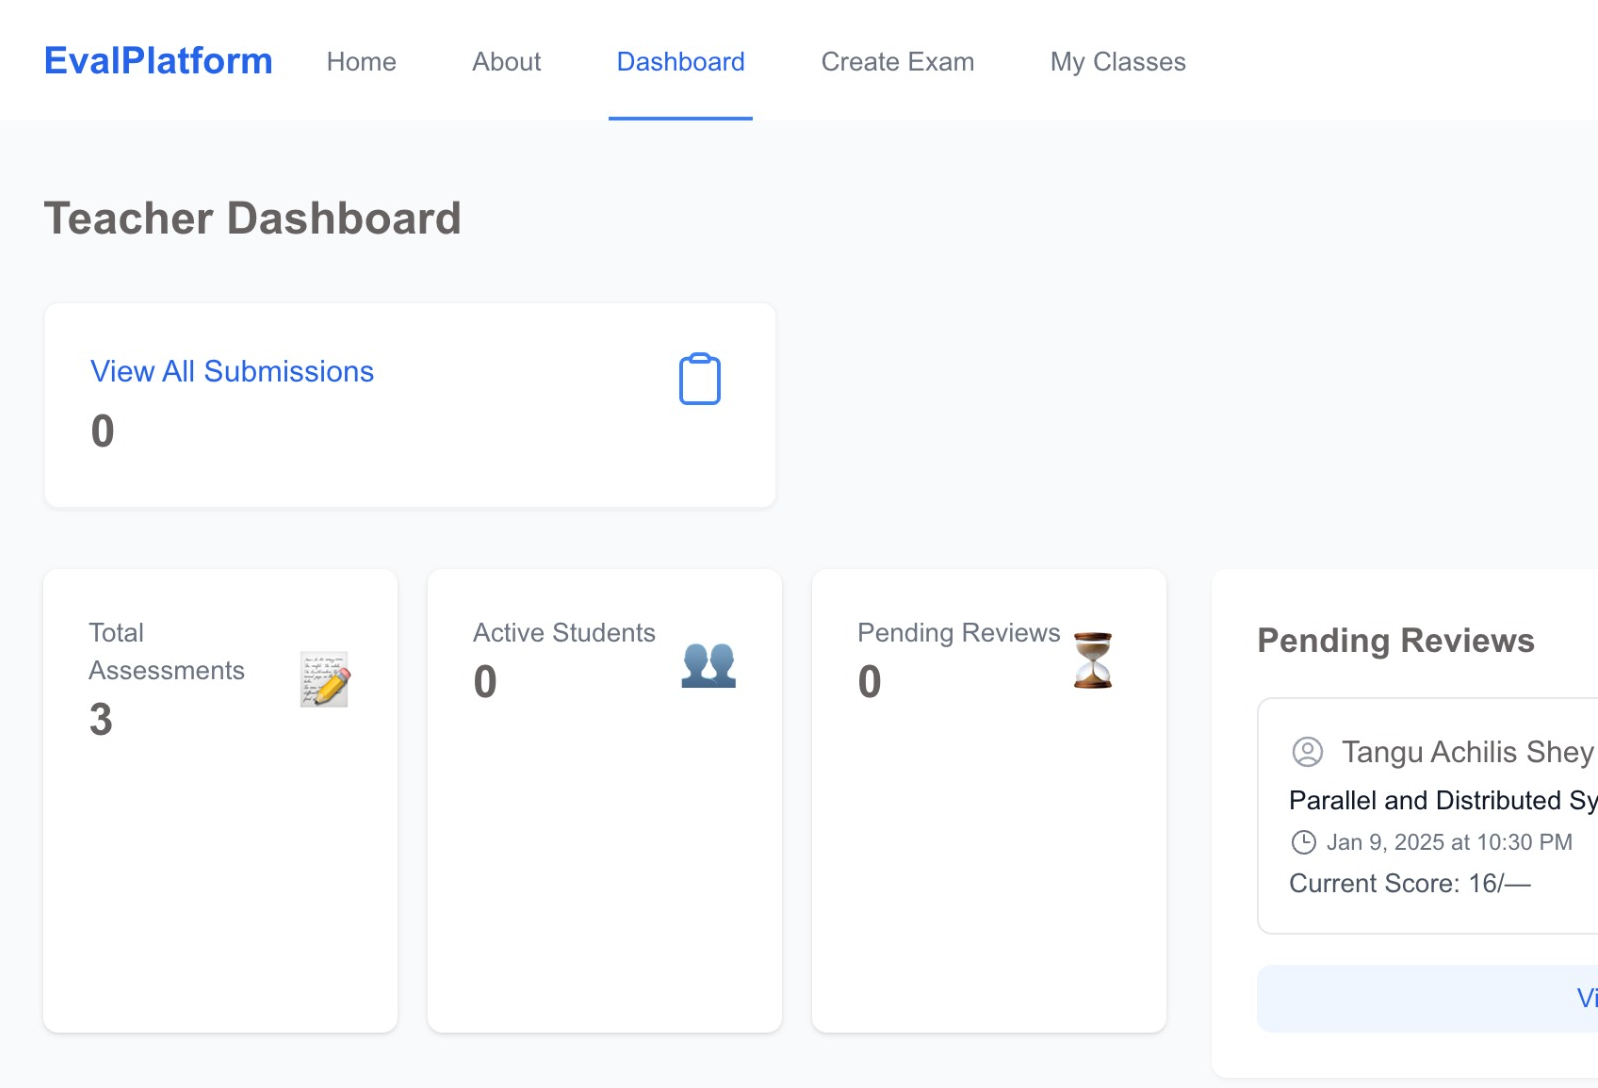 EvalPlatform Home About Dashboard Create Exam My Classes
Teacher Dashboard
View All Submissions
0
Total
Assessments
3
Active Students
0
Pending Reviews
0
Pending Reviews
Tangu Achilis Shey
Parallel and Distributed Sy
Jan 9, 2025 at 10:30 PM
Current Score: 16/—
Vi